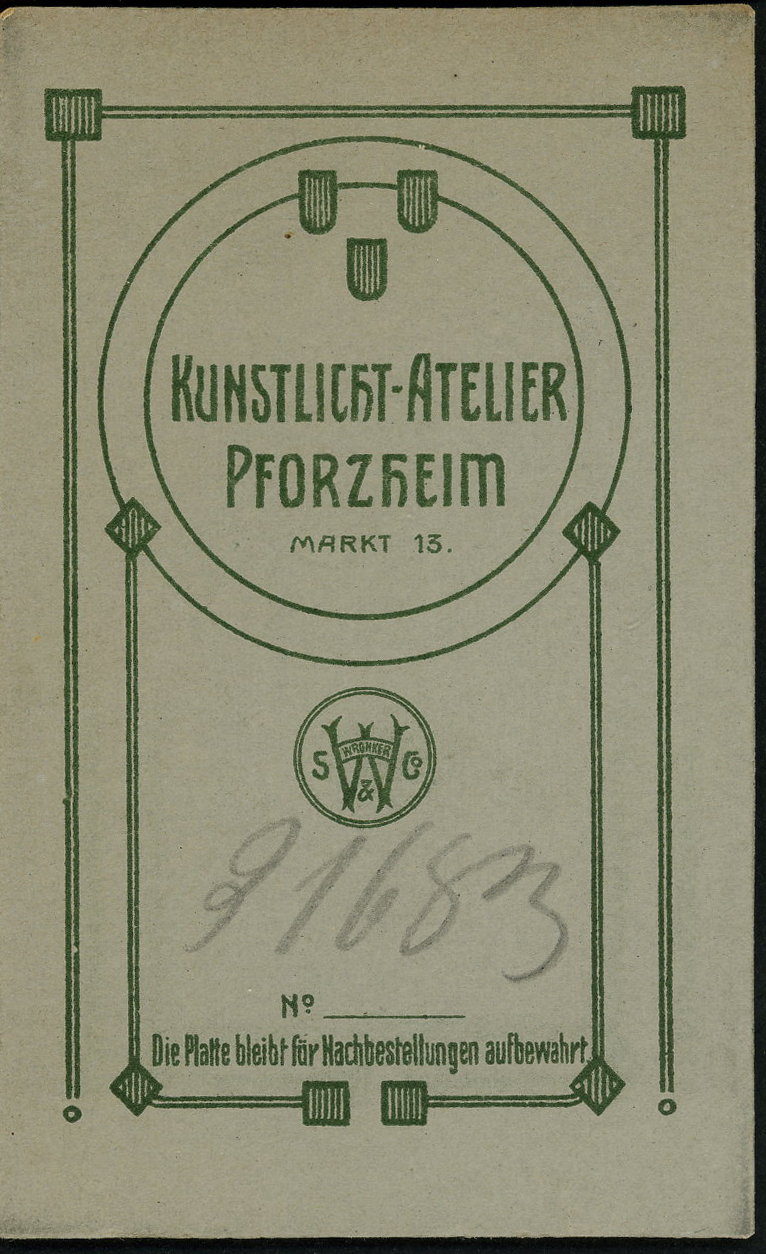 KUNSTLICHT-ATELIER
PFORZHEIM
MARKT 13.
S WRONKER & Co
91683
No
Die Platte bleibt für Nachbestellungen aufbewahrt.